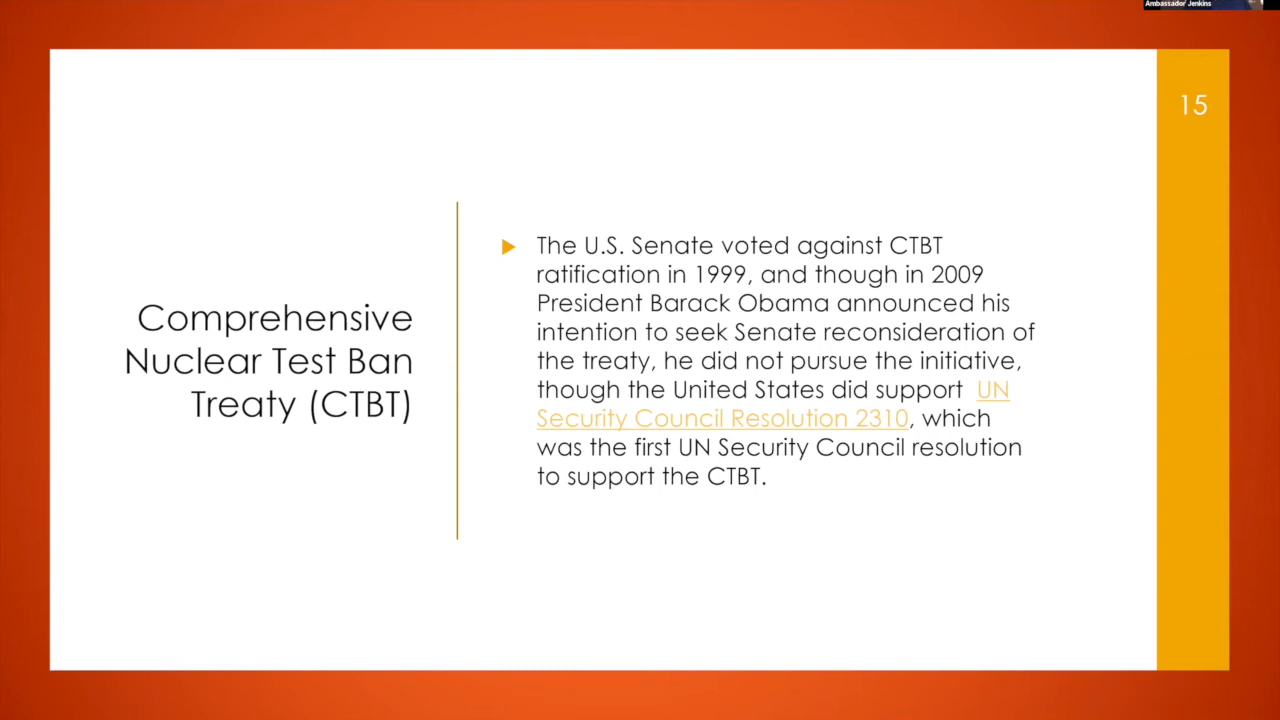 Ambassador Jenkins
15
Comprehensive
Nuclear Test Ban
Treaty (CTBT)
The U.S. Senate voted against CTBT
ratification in 1999, and though in 2009
President Barack Obama announced his
intention to seek Senate reconsideration of
the treaty, he did not pursue the initiative,
though the United States did support UN
Security Council Resolution 2310, which
was the first UN Security Council resolution
to support the CTBT.